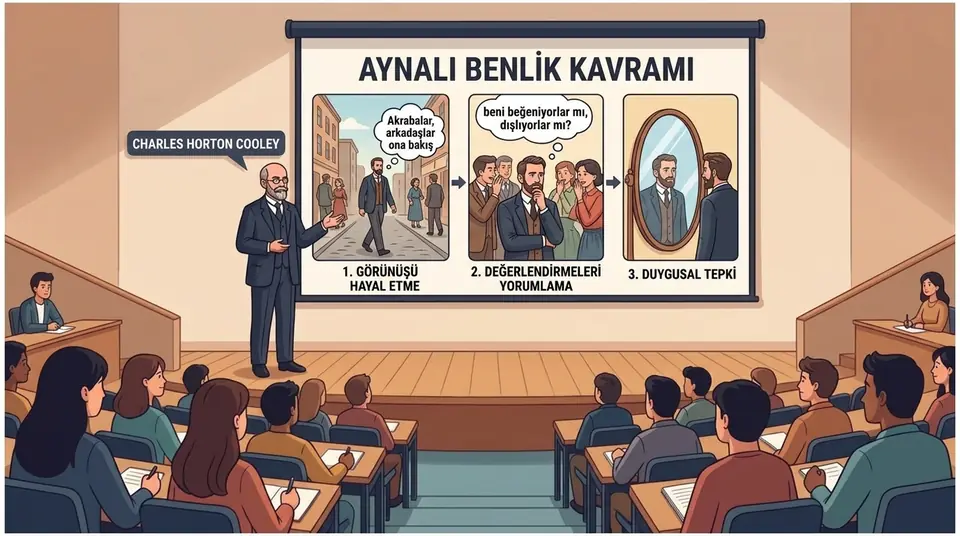 AYNALI BENLİK KAVRAMI
CHARLES HORTON COOLEY
Akrabalar,
arkadaşlar
ona bakış
beni beğeniyorlar mı,
dışlıyorlar mı?
1. GÖRÜNÜŞÜ
HAYAL ETME
2. DEĞERLENDİRMELERİ
YORUMLAMA
3. DUYGUSAL TEPKİ